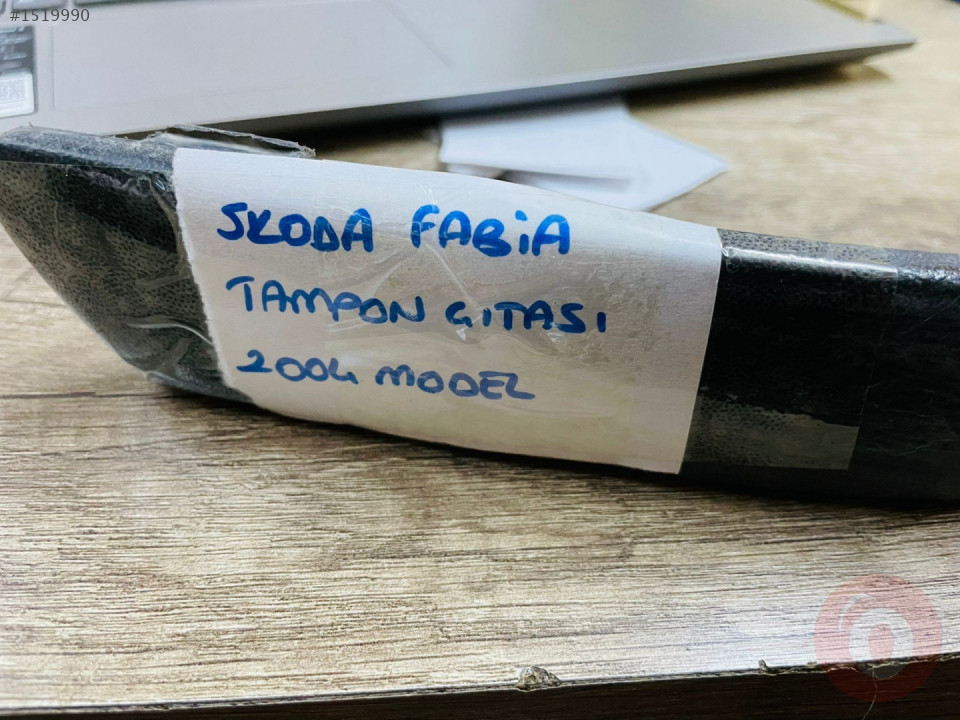 #1519990
SKODA FABiA
TAMPON GITASI
2004 MODEL